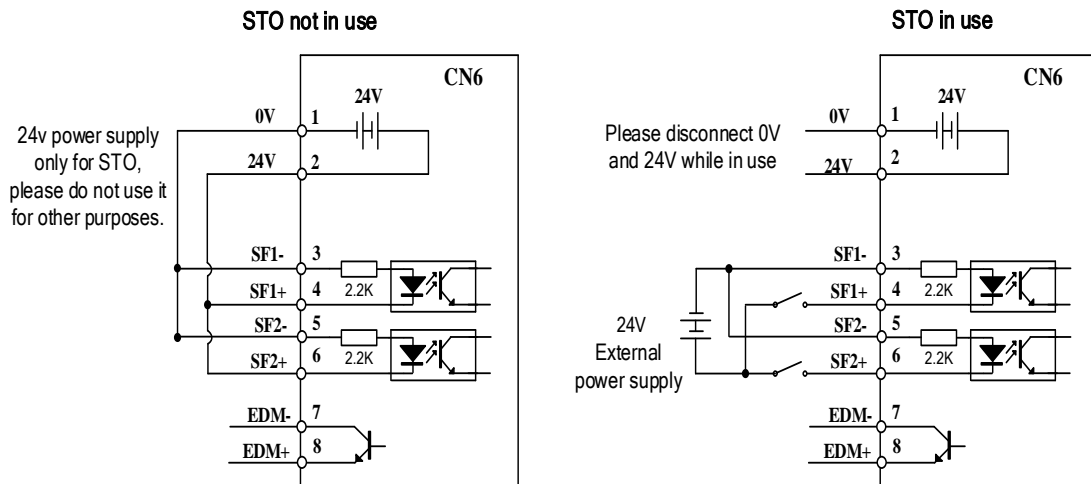 STO not in use
CN6
24V
0V
1
24V
2
24v power supply
only for STO,
please do not use it
for other purposes.
SF1-
3
2.2K
SF1+
4
SF2-
5
2.2K
SF2+
6
EDM-
7
EDM+
8
STO in use
CN6
24V
0V
1
24V
2
Please disconnect 0V
and 24V while in use
SF1-
3
2.2K
SF1+
4
SF2-
5
2.2K
SF2+
6
24V
External
power supply
EDM-
7
EDM+
8